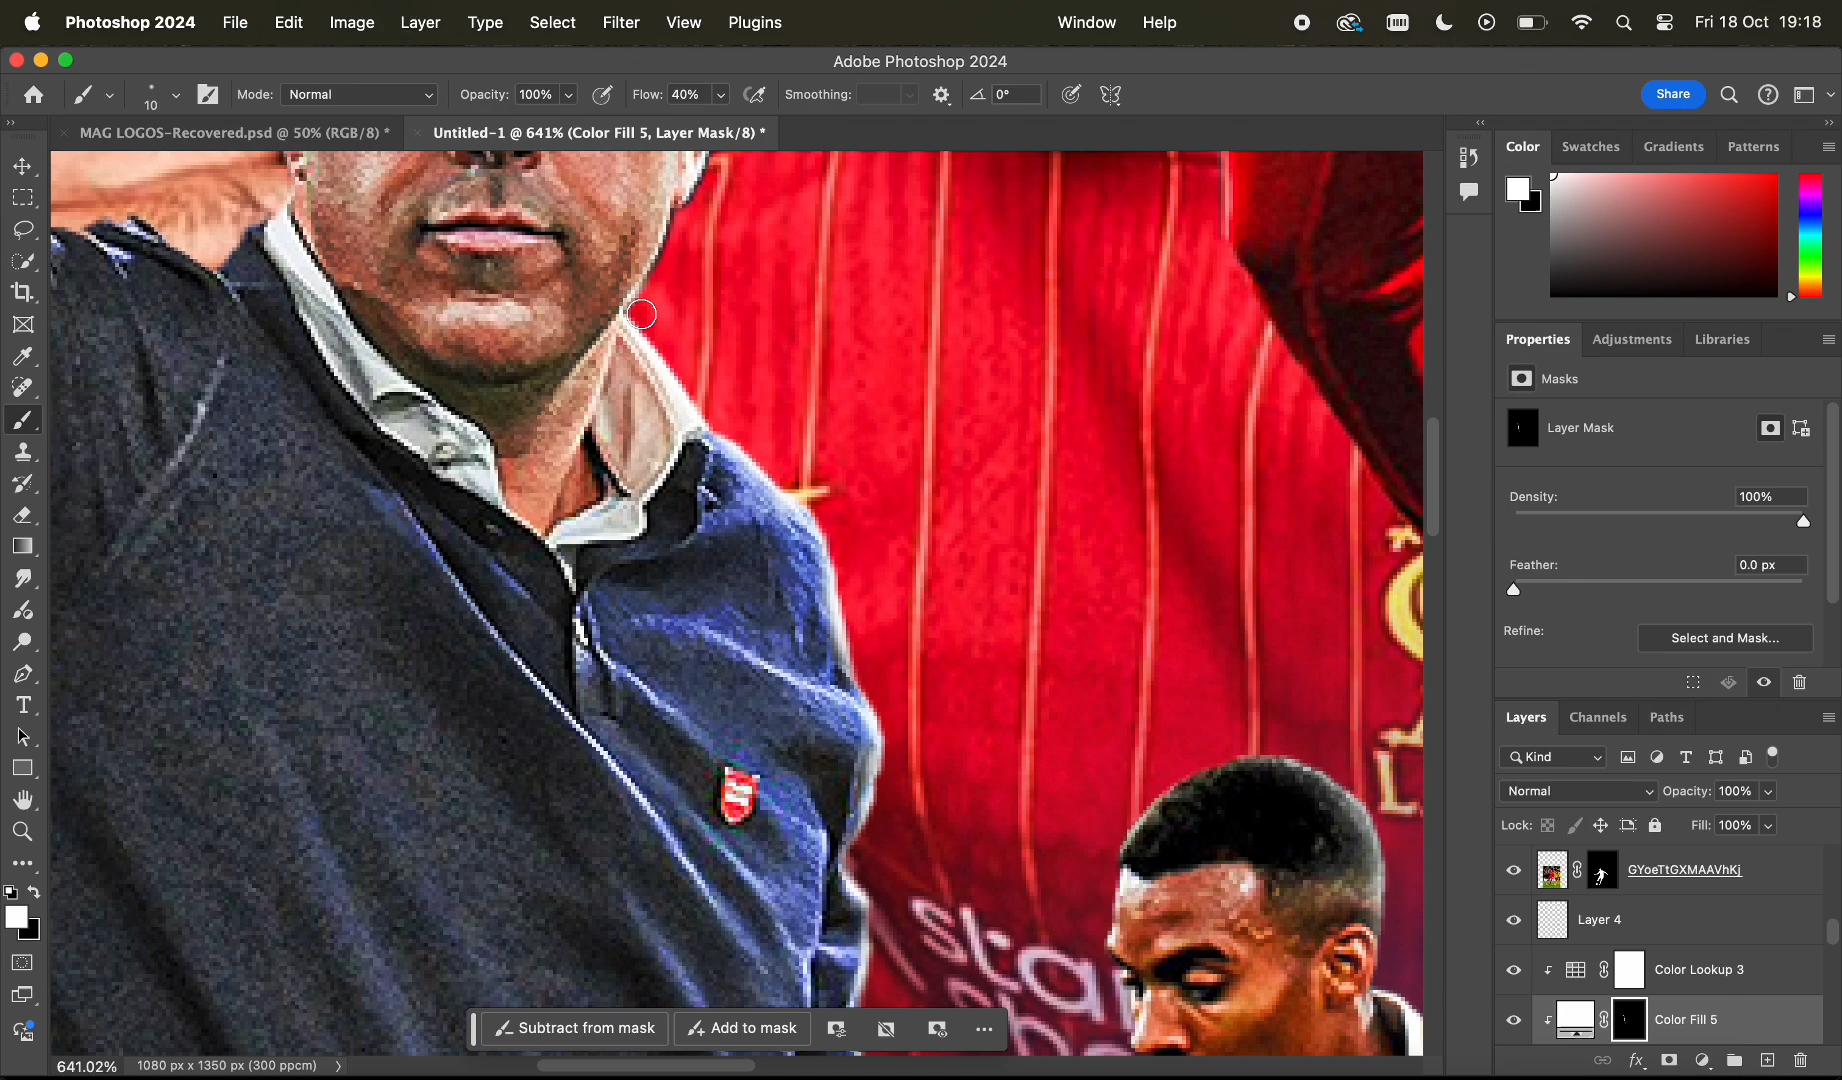 Photoshop 2024 File Edit Image Layer Type Select Filter View Plugins Window Help Fri 18 Oct 19:18
Adobe Photoshop 2024
10 Mode: Normal Opacity: 100% Flow: 40% Smoothing: 0° Share
MAG LOGOS-Recovered.psd @ 50% (RGB/8) * Untitled-1 @ 641% (Color Fill 5, Layer Mask/8) *
Color Swatches Gradients Patterns
Properties Adjustments Libraries
Masks
Layer Mask
Density: 100%
Feather: 0.0 px
Refine: Select and Mask...
Layers Channels Paths
Kind
Normal Opacity: 100%
Lock: Fill: 100%
GYoeTtGXMAAVhKj
Layer 4
Color Lookup 3
Color Fill 5
Subtract from mask Add to mask
641.02% 1080 px x 1350 px (300 ppcm)